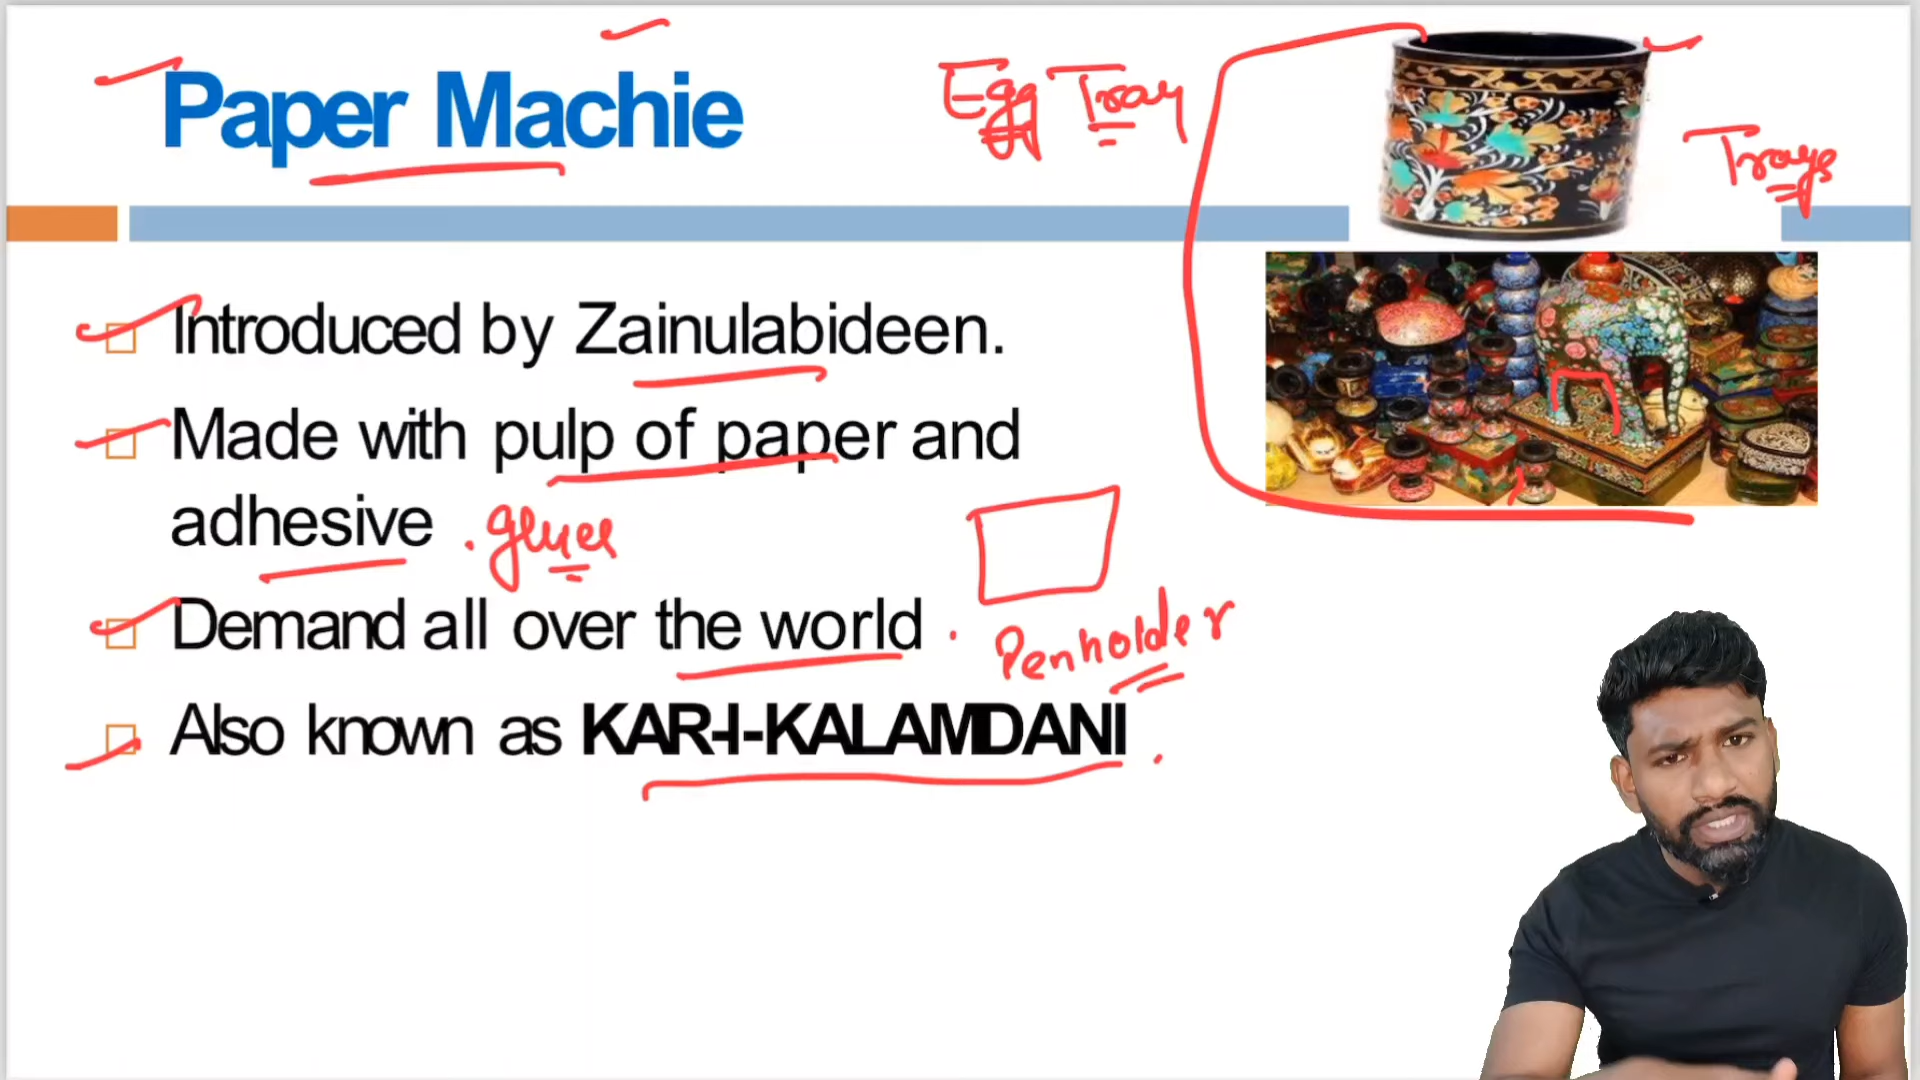 Paper Machie
Egg Tray
Trays
Introduced by Zainulabideen.
Made with pulp of paper and
adhesive . gluee
Demand all over the world .
Penholder
Also known as KAR-I-KALAMDANI .